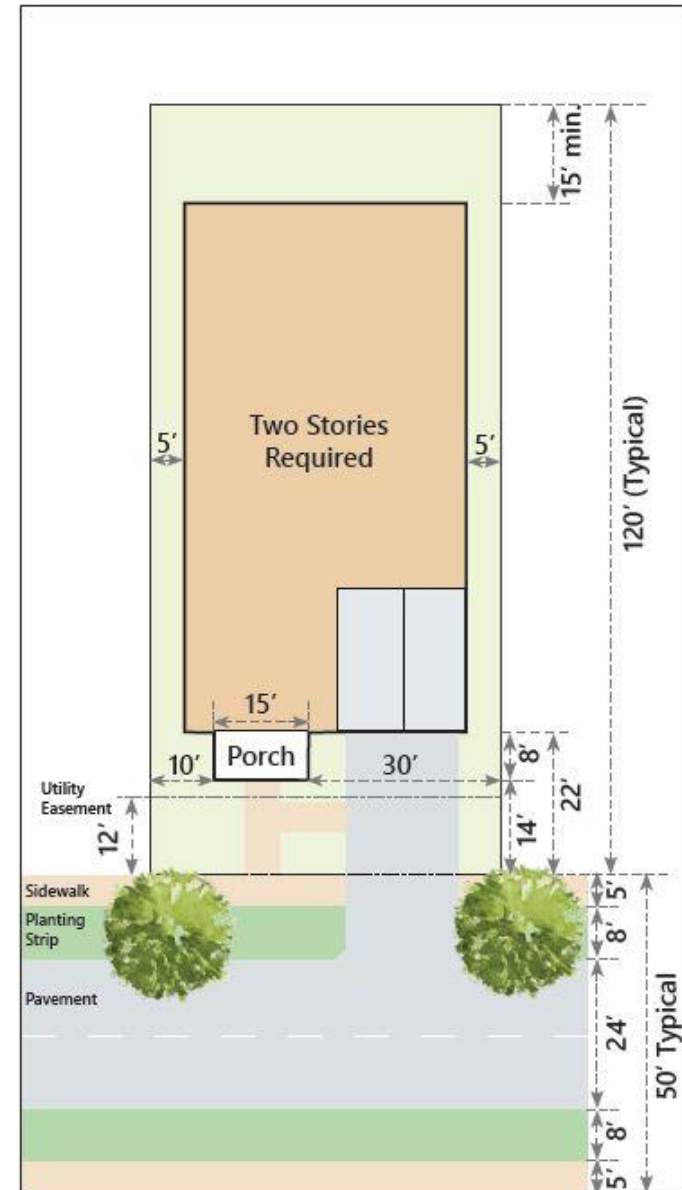 15’ min.
120’ (Typical)
5’
Two Stories
Required
5’
15’
Porch
10’
30’
8’
22’
14’
Utility
Easement
12’
Sidewalk
Planting
Strip
Pavement
5’
8’
24’
8’
5’
50’ Typical